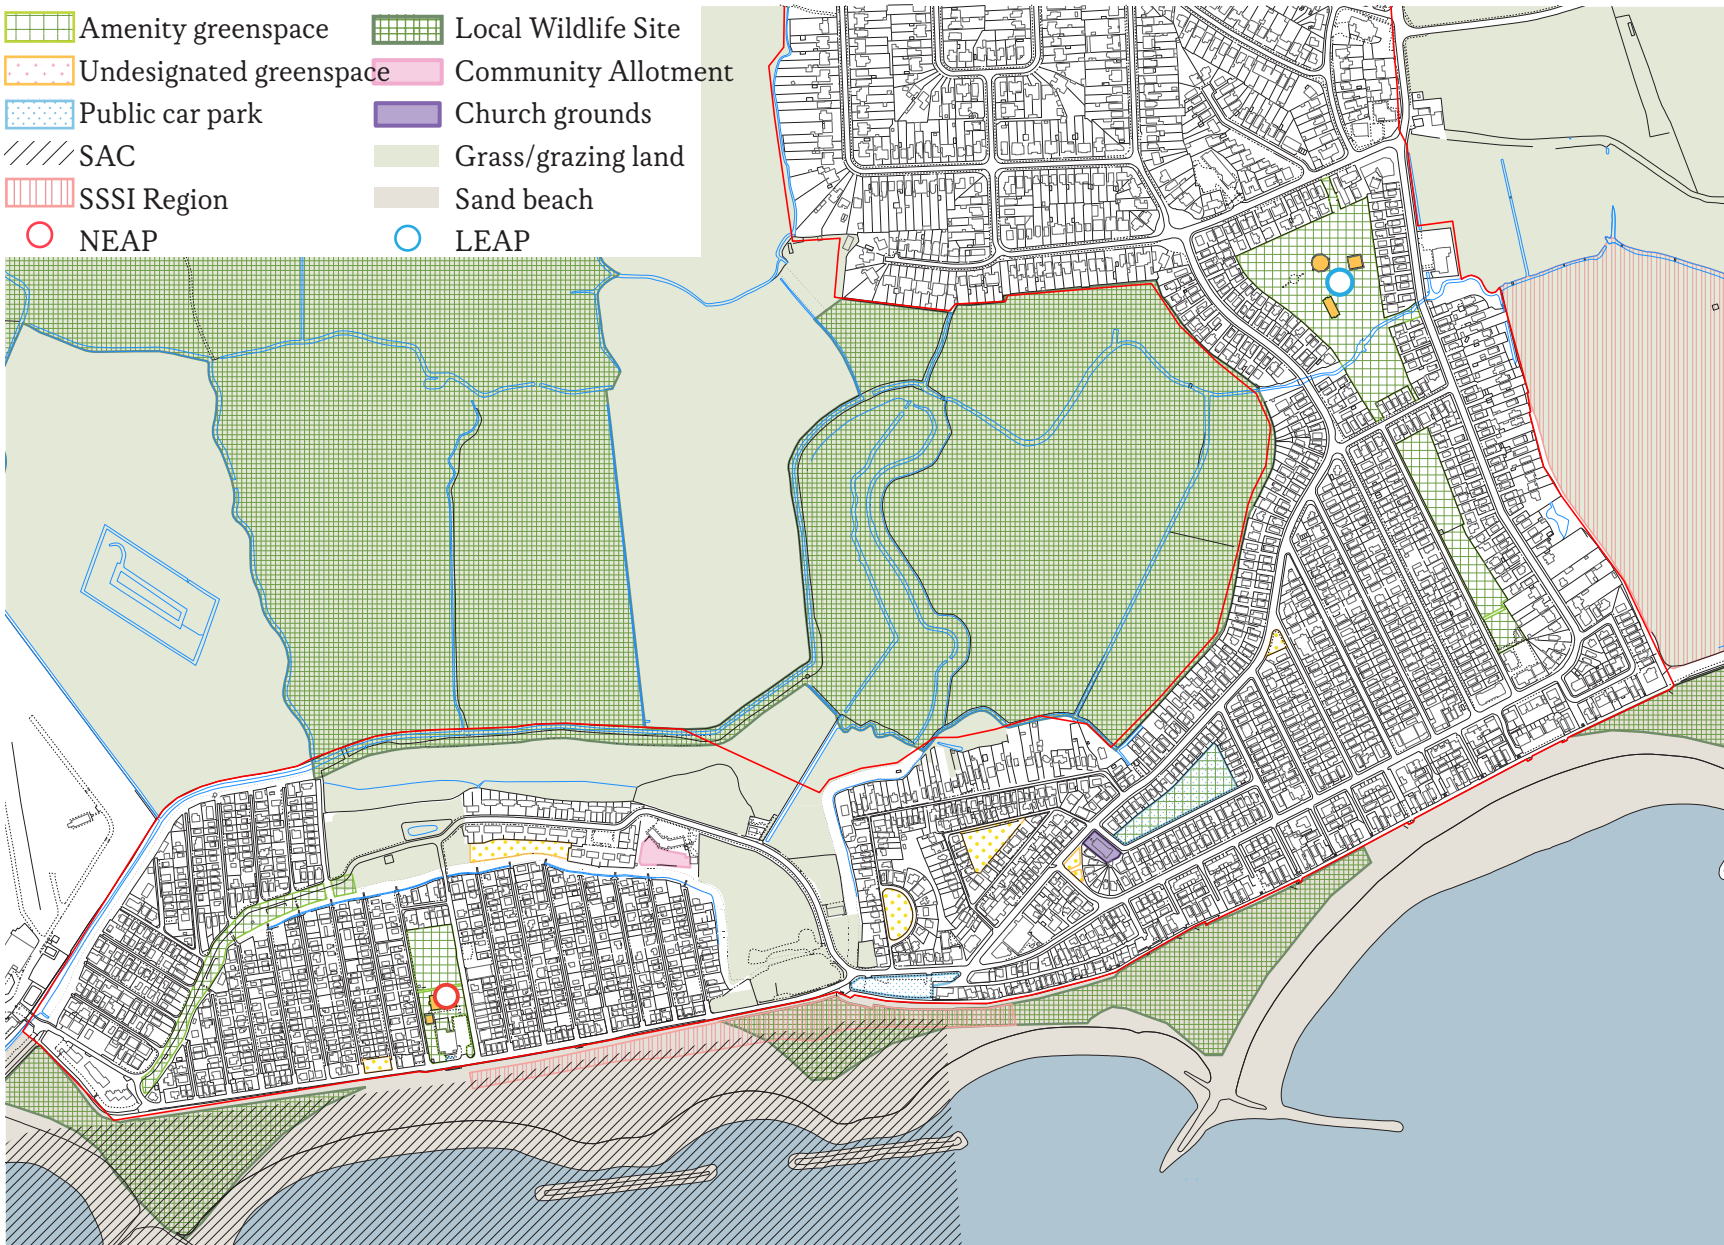 Amenity greenspace
Undesignated greenspace
Public car park
SAC
SSSI Region
NEAP
Local Wildlife Site
Community Allotment
Church grounds
Grass/grazing land
Sand beach
LEAP